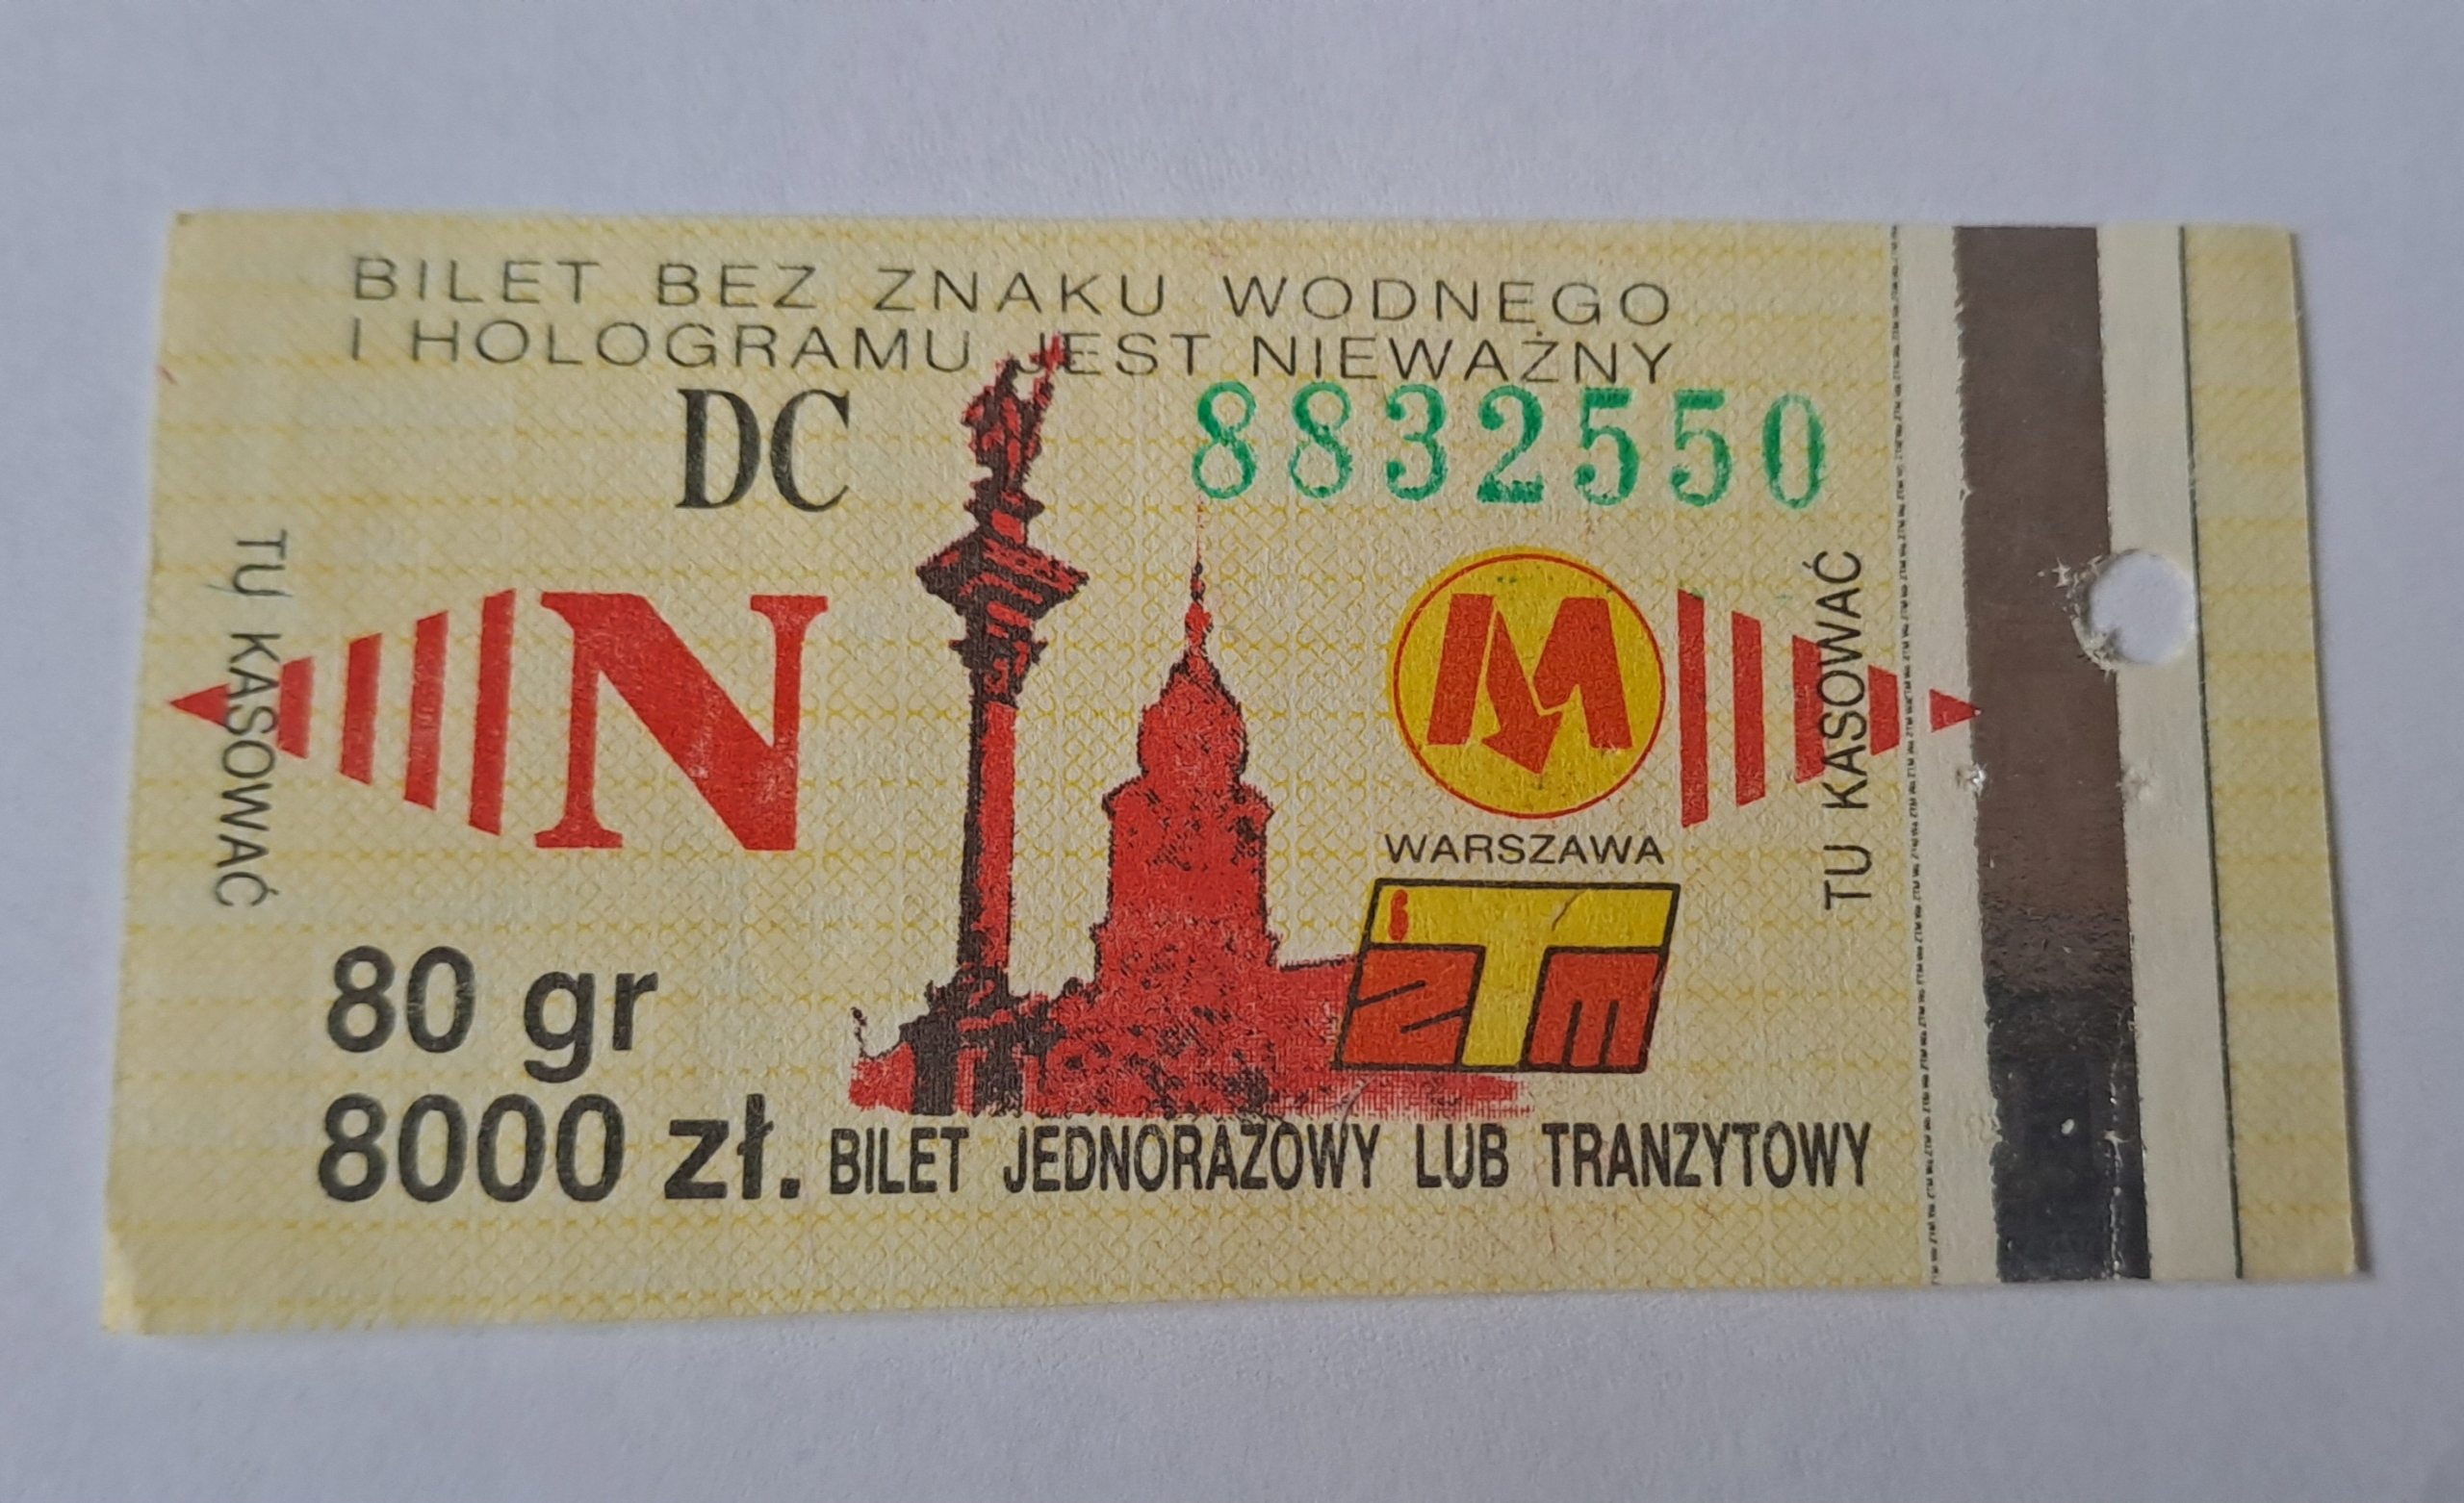 BILET BEZ ZNAKU WODNEGO
I HOLOGRAMU JEST NIEWAŻNY
DC 8832550
TU KASOWAĆ
N
M
TU KASOWAĆ
WARSZAWA
ZTM
80 gr
8000 zł.
BILET JEDNORAZOWY LUB TRANZYTOWY